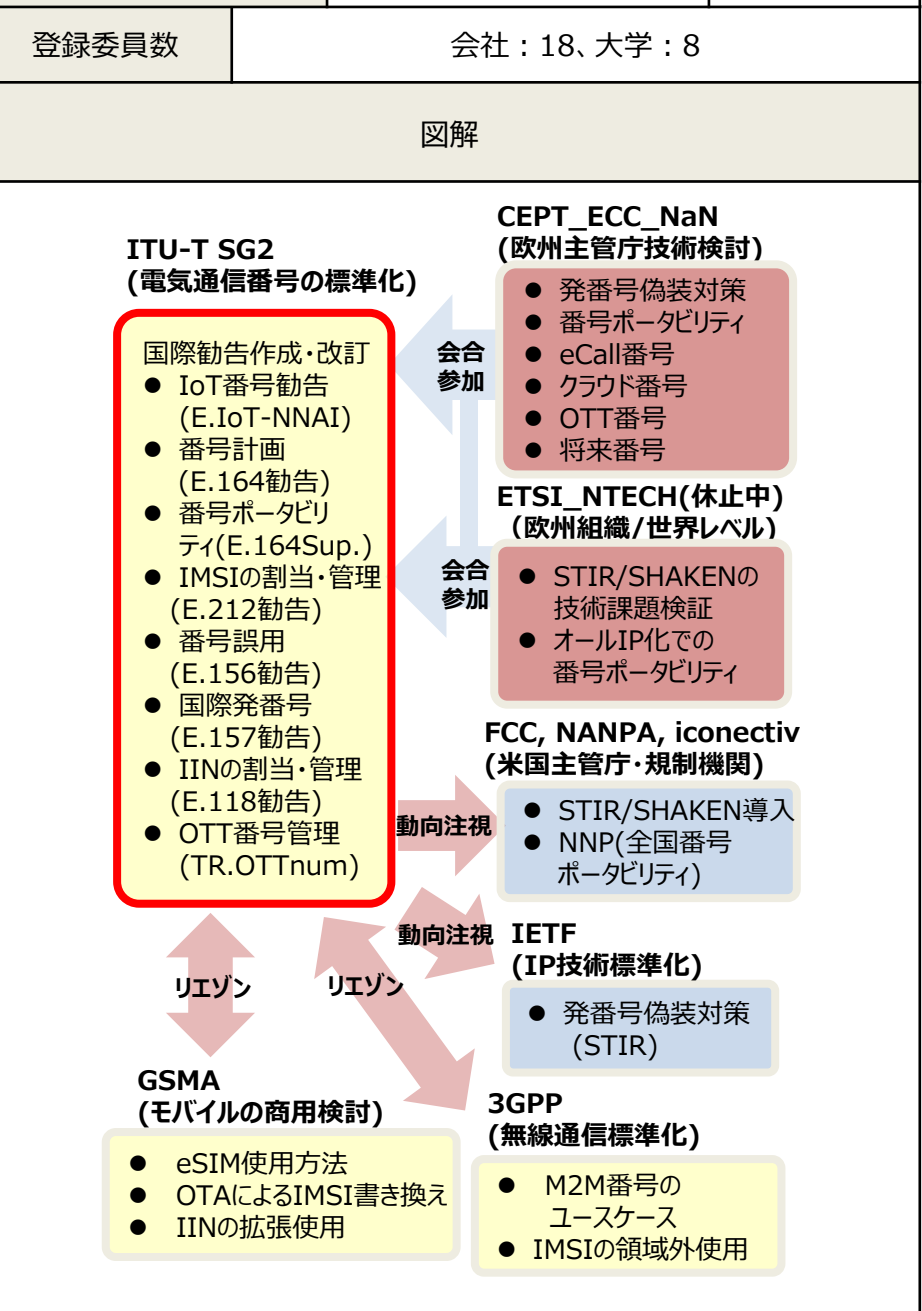 登録委員数
会社：18、大学：8
図解
ITU-T SG2
(電気通信番号の標準化)
国際勧告作成・改訂
● IoT番号勧告
(E.IoT-NNAI)
● 番号計画
(E.164勧告)
● 番号ポータビリ
ティ(E.164Sup.)
● IMSIの割当・管理
(E.212勧告)
● 番号誤用
(E.156勧告)
● 国際発番号
(E.157勧告)
● IINの割当・管理
(E.118勧告)
● OTT番号管理
(TR.OTTnum)
会合
参加
CEPT_ECC_NaN
(欧州主管庁技術検討)
● 発番号偽装対策
● 番号ポータビリティ
● eCall番号
● クラウド番号
● OTT番号
● 将来番号
会合
参加
ETSI_NTECH(休止中)
（欧州組織/世界レベル）
● STIR/SHAKENの
技術課題検証
● オールIP化での
番号ポータビリティ
動向注視
FCC, NANPA, iconectiv
(米国主管庁・規制機関)
● STIR/SHAKEN導入
● NNP(全国番号
ポータビリティ)
動向注視
IETF
(IP技術標準化)
● 発番号偽装対策
(STIR)
リエゾン
リエゾン
GSMA
(モバイルの商用検討)
● eSIM使用方法
● OTAによるIMSI書き換え
● IINの拡張使用
3GPP
(無線通信標準化)
● M2M番号の
ユースケース
● IMSIの領域外使用